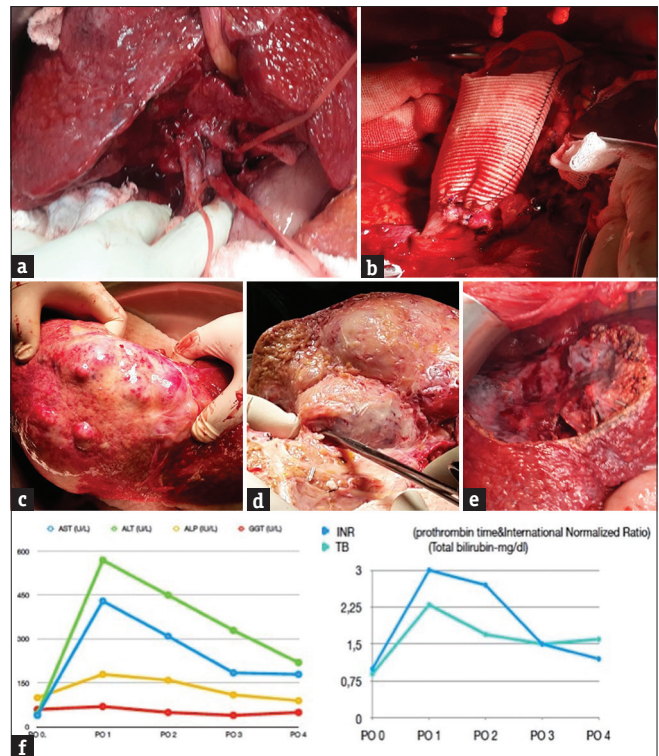 a
b
c
d
e
AST (U/L) ALT (U/L) ALP (IU/L) GGT (U/L)
600
450
300
150
0
PO 0. PO 1 PO 2 PO 3 PO 4
INR (prothrombin time&International Normalized Ratio)
TB (Total bilirubin-mg/dl)
3
2,25
1,5
0,75
0
PO 0 PO 1 PO 2 PO 3 PO 4
f